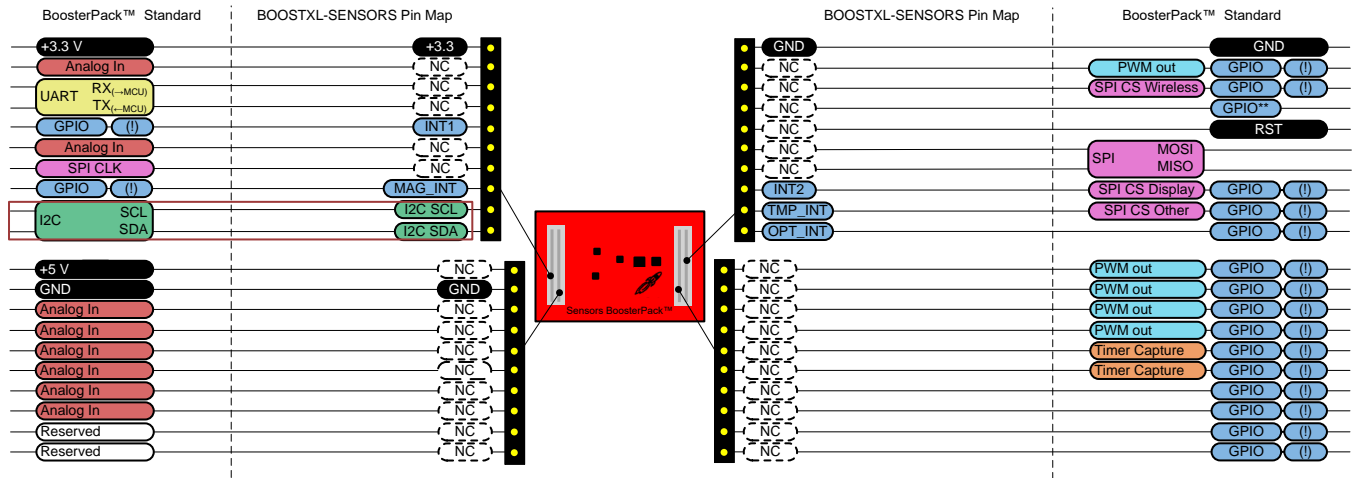 BoosterPack™ Standard BOOSTXL-SENSORS Pin Map BOOSTXL-SENSORS Pin Map BoosterPack™ Standard
+3.3 V +3.3 GND GND
Analog In NC NC PWM out GPIO (!)
UART RX(→MCU) NC NC SPI CS Wireless GPIO (!)
TX(←MCU) NC NC GPIO**
GPIO (!) INT1 NC RST
Analog In NC NC SPI MOSI
SPI CLK NC NC MISO
GPIO (!) MAG_INT INT2 SPI CS Display GPIO (!)
I2C SCL I2C SCL TMP_INT SPI CS Other GPIO (!)
SDA I2C SDA OPT_INT GPIO (!)
+5 V NC NC PWM out GPIO (!)
GND GND NC PWM out GPIO (!)
Analog In NC NC PWM out GPIO (!)
Sensors BoosterPack™
Analog In NC NC PWM out GPIO (!)
Analog In NC NC Timer Capture GPIO (!)
Analog In NC NC Timer Capture GPIO (!)
Analog In NC NC GPIO (!)
Analog In NC NC GPIO (!)
Reserved NC NC GPIO (!)
Reserved NC NC GPIO (!)